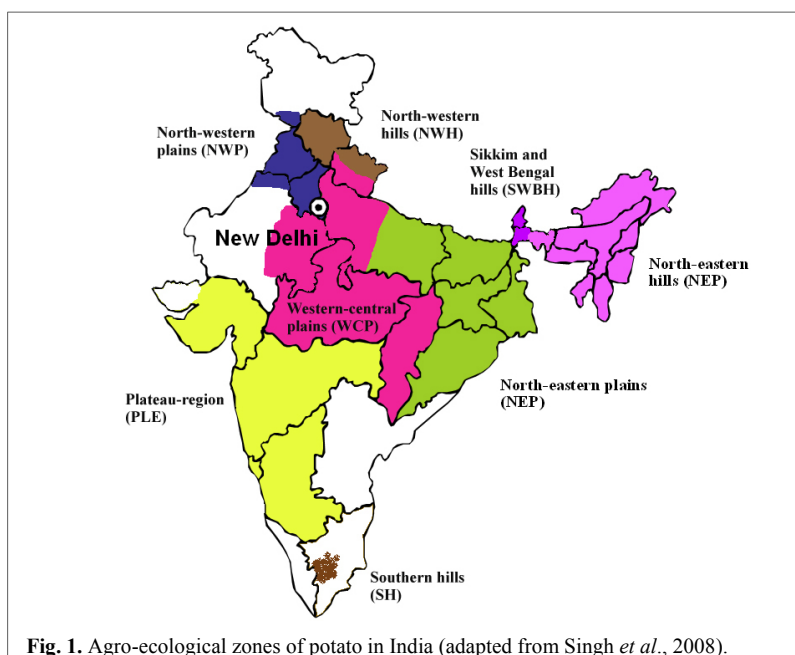 North-western
hills (NWH)
North-western
plains (NWP)
Sikkim and
West Bengal
hills (SWBH)
New Delhi
North-eastern
hills (NEP)
Western-central
plains (WCP)
North-eastern plains
(NEP)
Plateau-region
(PLE)
Southern hills
(SH)
Fig. 1. Agro-ecological zones of potato in India (adapted from Singh et al., 2008).